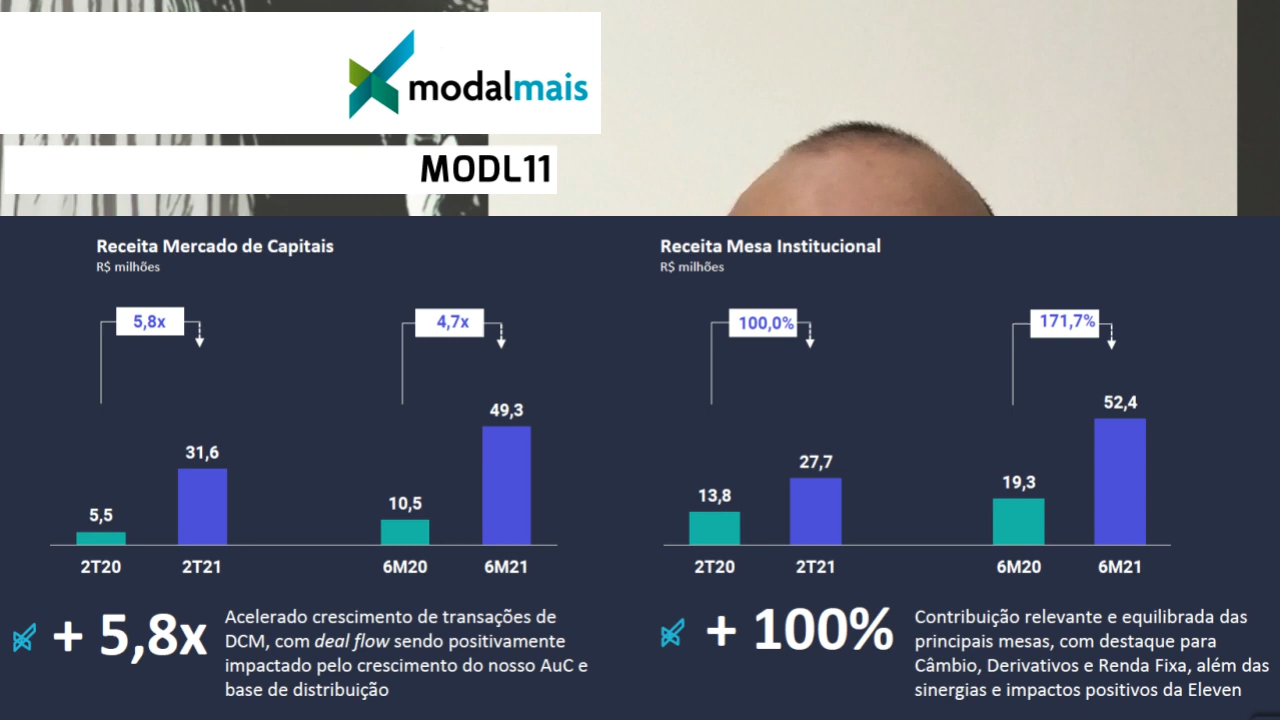 modalmais
MODL11
Receita Mercado de Capitais
R$ milhões
5,8x
4,7x
5,5
31,6
10,5
49,3
2T20
2T21
6M20
6M21
+ 5,8x
Acelerado crescimento de transações de
DCM, com deal flow sendo positivamente
impactado pelo crescimento do nosso AuC e
base de distribuição
Receita Mesa Institucional
R$ milhões
100,0%
171,7%
13,8
27,7
19,3
52,4
2T20
2T21
6M20
6M21
+ 100%
Contribuição relevante e equilibrada das
principais mesas, com destaque para
Câmbio, Derivativos e Renda Fixa, além das
sinergias e impactos positivos da Eleven